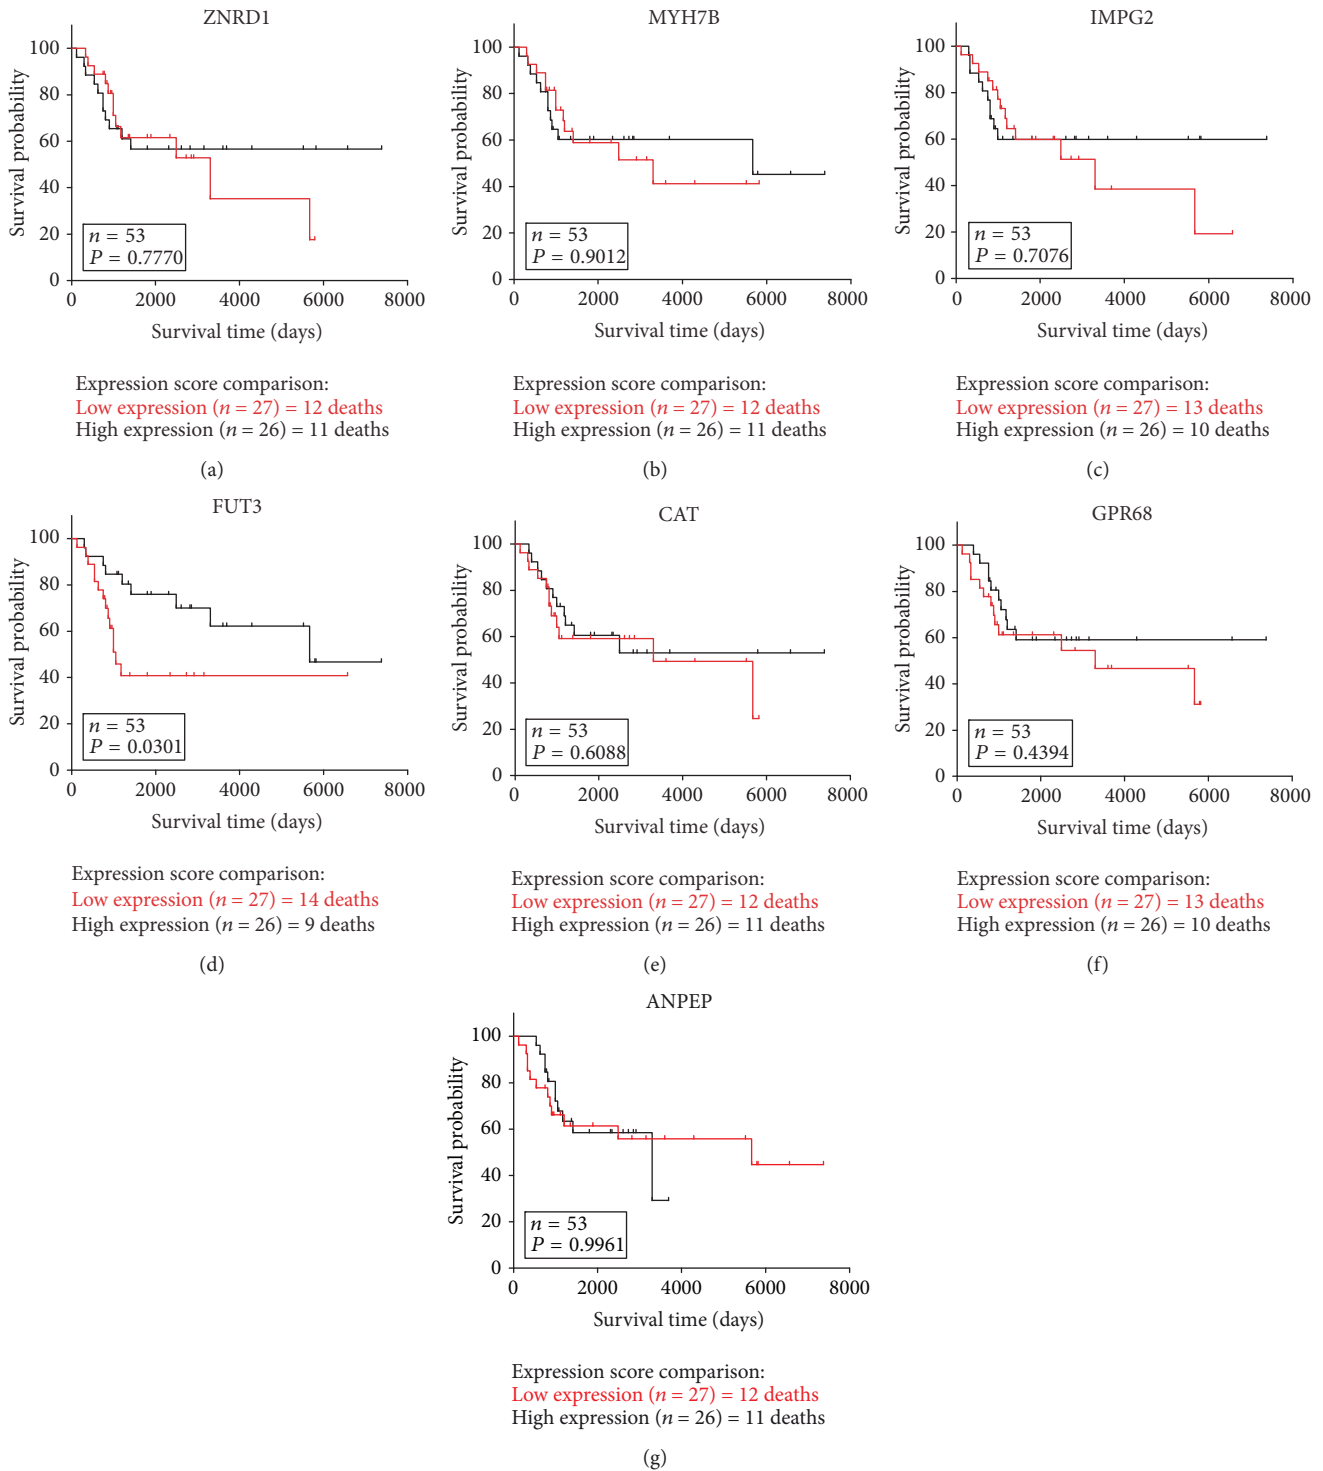 ZNRD1
Survival probability
100
80
60
40
20
0
n = 53
P = 0.7770
0 2000 4000 6000 8000
Survival time (days)
Expression score comparison:
Low expression (n = 27) = 12 deaths
High expression (n = 26) = 11 deaths
(a)
MYH7B
Survival probability
100
80
60
40
20
0
n = 53
P = 0.9012
0 2000 4000 6000 8000
Survival time (days)
Expression score comparison:
Low expression (n = 27) = 12 deaths
High expression (n = 26) = 11 deaths
(b)
IMPG2
Survival probability
100
80
60
40
20
0
n = 53
P = 0.7076
0 2000 4000 6000 8000
Survival time (days)
Expression score comparison:
Low expression (n = 27) = 13 deaths
High expression (n = 26) = 10 deaths
(c)
FUT3
Survival probability
100
80
60
40
20
0
n = 53
P = 0.0301
0 2000 4000 6000 8000
Survival time (days)
Expression score comparison:
Low expression (n = 27) = 14 deaths
High expression (n = 26) = 9 deaths
(d)
CAT
Survival probability
100
80
60
40
20
0
n = 53
P = 0.6088
0 2000 4000 6000 8000
Survival time (days)
Expression score comparison:
Low expression (n = 27) = 12 deaths
High expression (n = 26) = 11 deaths
(e)
GPR68
Survival probability
100
80
60
40
20
0
n = 53
P = 0.4394
0 2000 4000 6000 8000
Survival time (days)
Expression score comparison:
Low expression (n = 27) = 13 deaths
High expression (n = 26) = 10 deaths
(f)
ANPEP
Survival probability
100
80
60
40
20
0
n = 53
P = 0.9961
0 2000 4000 6000 8000
Survival time (days)
Expression score comparison:
Low expression (n = 27) = 12 deaths
High expression (n = 26) = 11 deaths
(g)